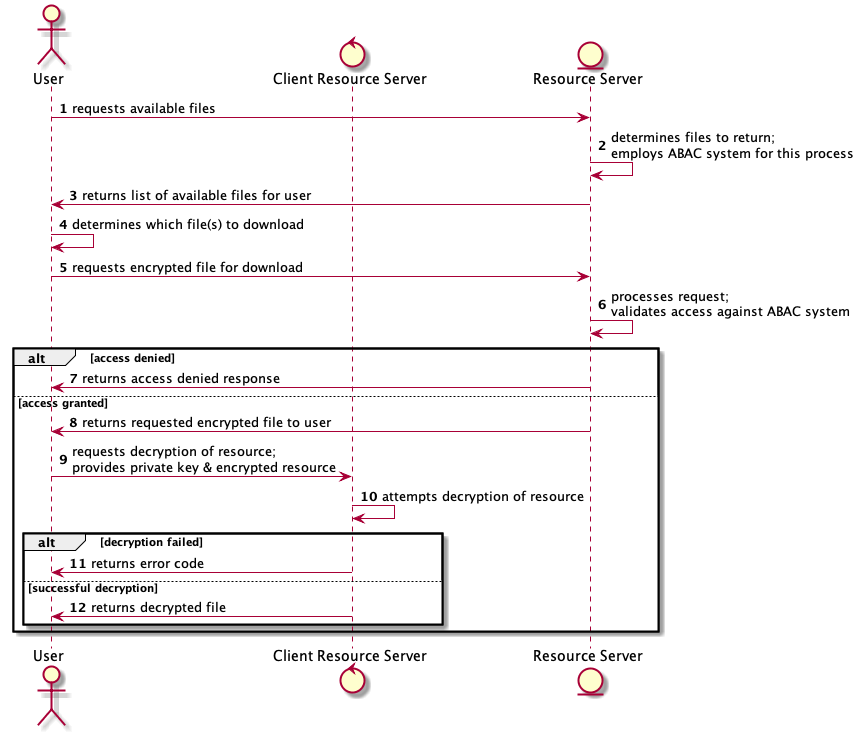 User
Client Resource Server
Resource Server
1 requests available files
2 determines files to return;
employs ABAC system for this process
3 returns list of available files for user
4 determines which file(s) to download
5 requests encrypted file for download
6 processes request;
validates access against ABAC system
alt [access denied]
7 returns access denied response
[access granted]
8 returns requested encrypted file to user
9 requests decryption of resource;
provides private key & encrypted resource
10 attempts decryption of resource
alt [decryption failed]
11 returns error code
[successful decryption]
12 returns decrypted file
User
Client Resource Server
Resource Server